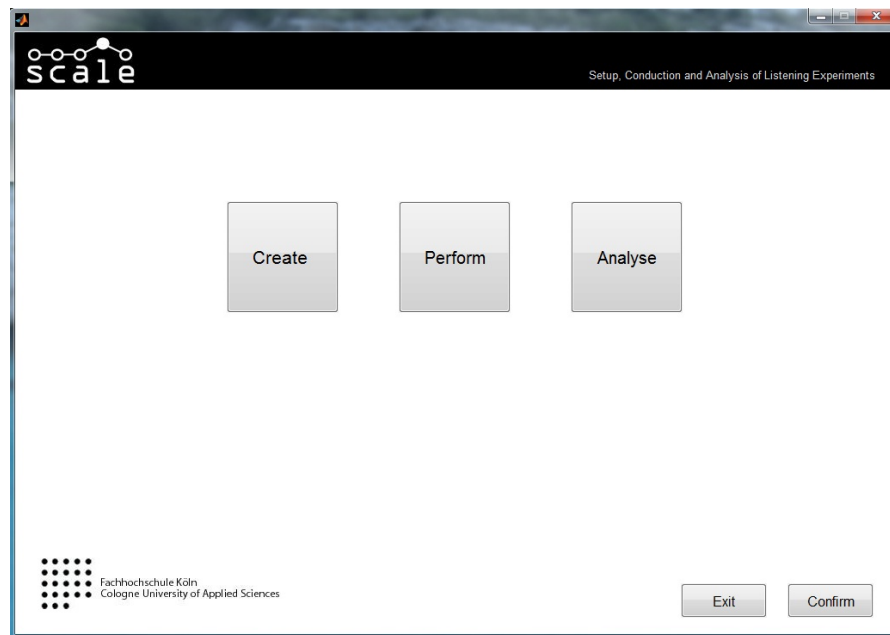 scale
Setup, Conduction and Analysis of Listening Experiments
Create
Perform
Analyse
Fachhochschule Köln
Cologne University of Applied Sciences
Exit
Confirm